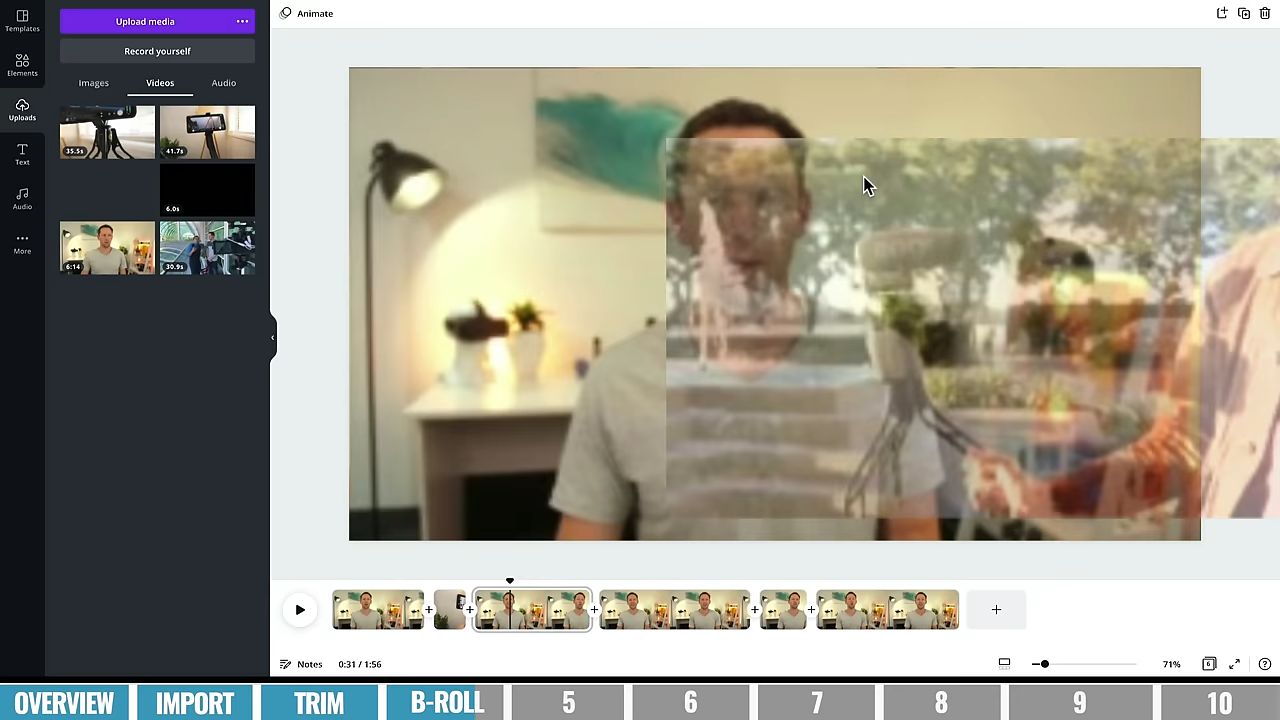 Templates
Elements
Uploads
Text
Audio
More
Upload media
Record yourself
Images
Videos
Audio
35.5s
41.7s
6.0s
6:14
30.9s
Animate
Notes
0:31 / 1:56
71%
6
OVERVIEW
IMPORT
TRIM
B-ROLL
5
6
7
8
9
10